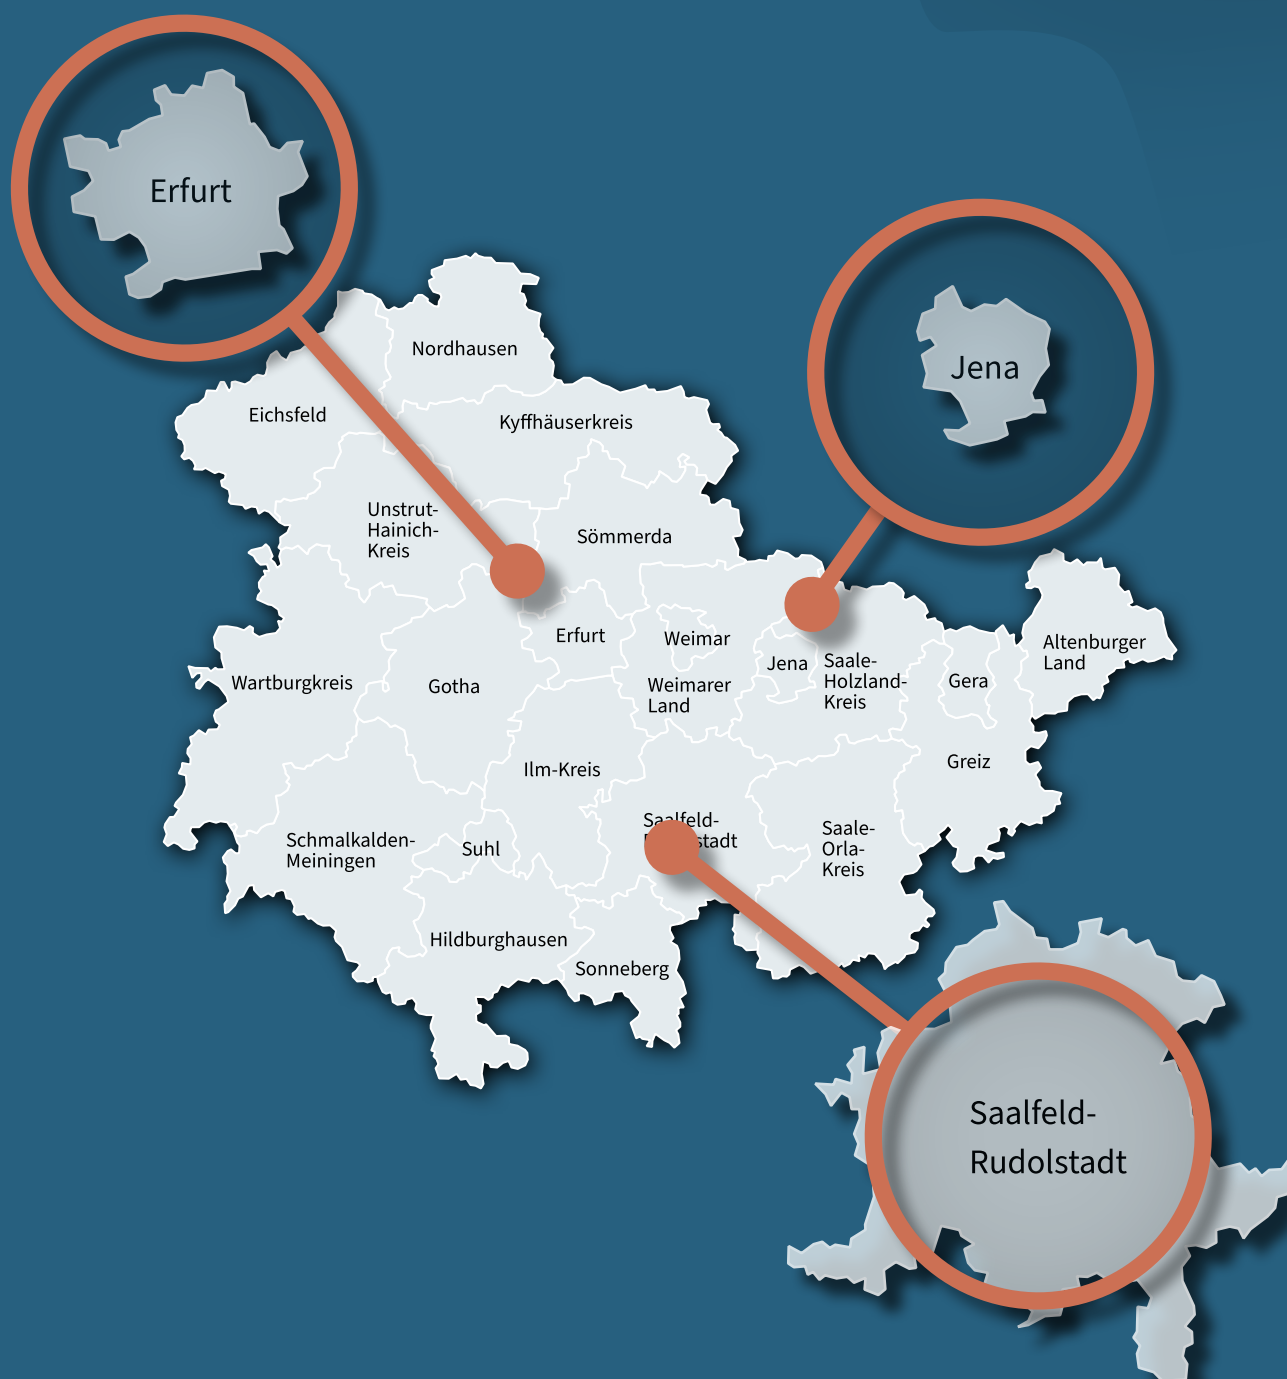 Erfurt
Jena
Nordhausen
Eichsfeld
Kyffhäuserkreis
Unstrut-
Hainich-
Kreis
Sömmerda
Erfurt
Weimar
Jena
Saale-
Holzland-
Kreis
Gera
Altenburger
Land
Wartburgkreis
Gotha
Weimarer
Land
Ilm-Kreis
Greiz
Saalfeld-
Schmalkalden-
Meiningen
Suhl
Saale-
Orla-
Kreis
Hildburghausen
Sonneberg
Saalfeld-
Rudolstadt